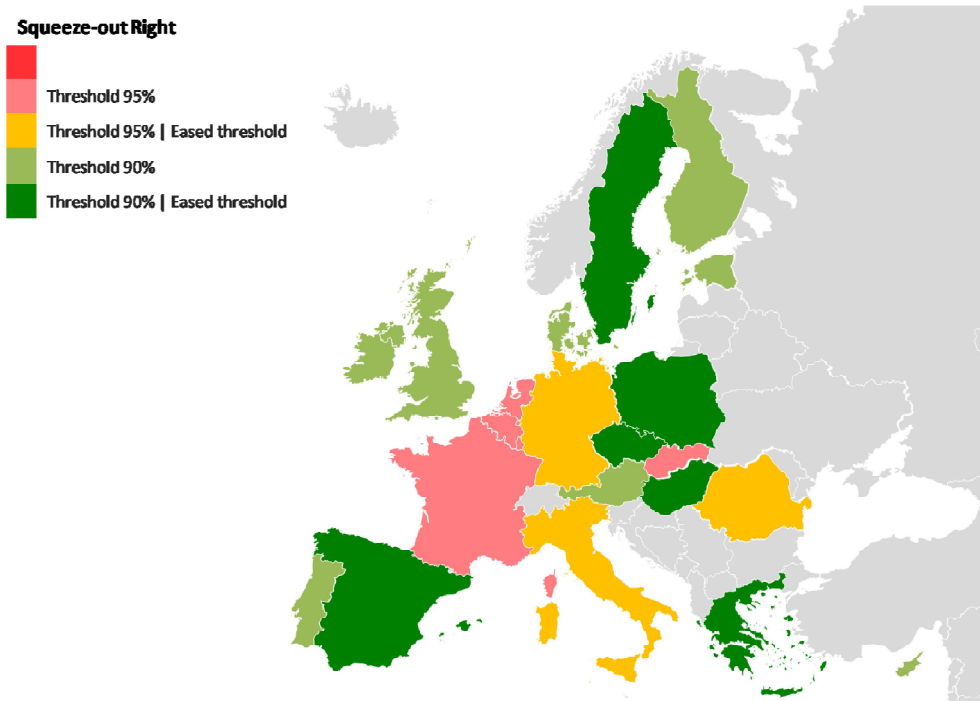 Squeeze-out Right
Threshold 95%
Threshold 95% | Eased threshold
Threshold 90%
Threshold 90% | Eased threshold